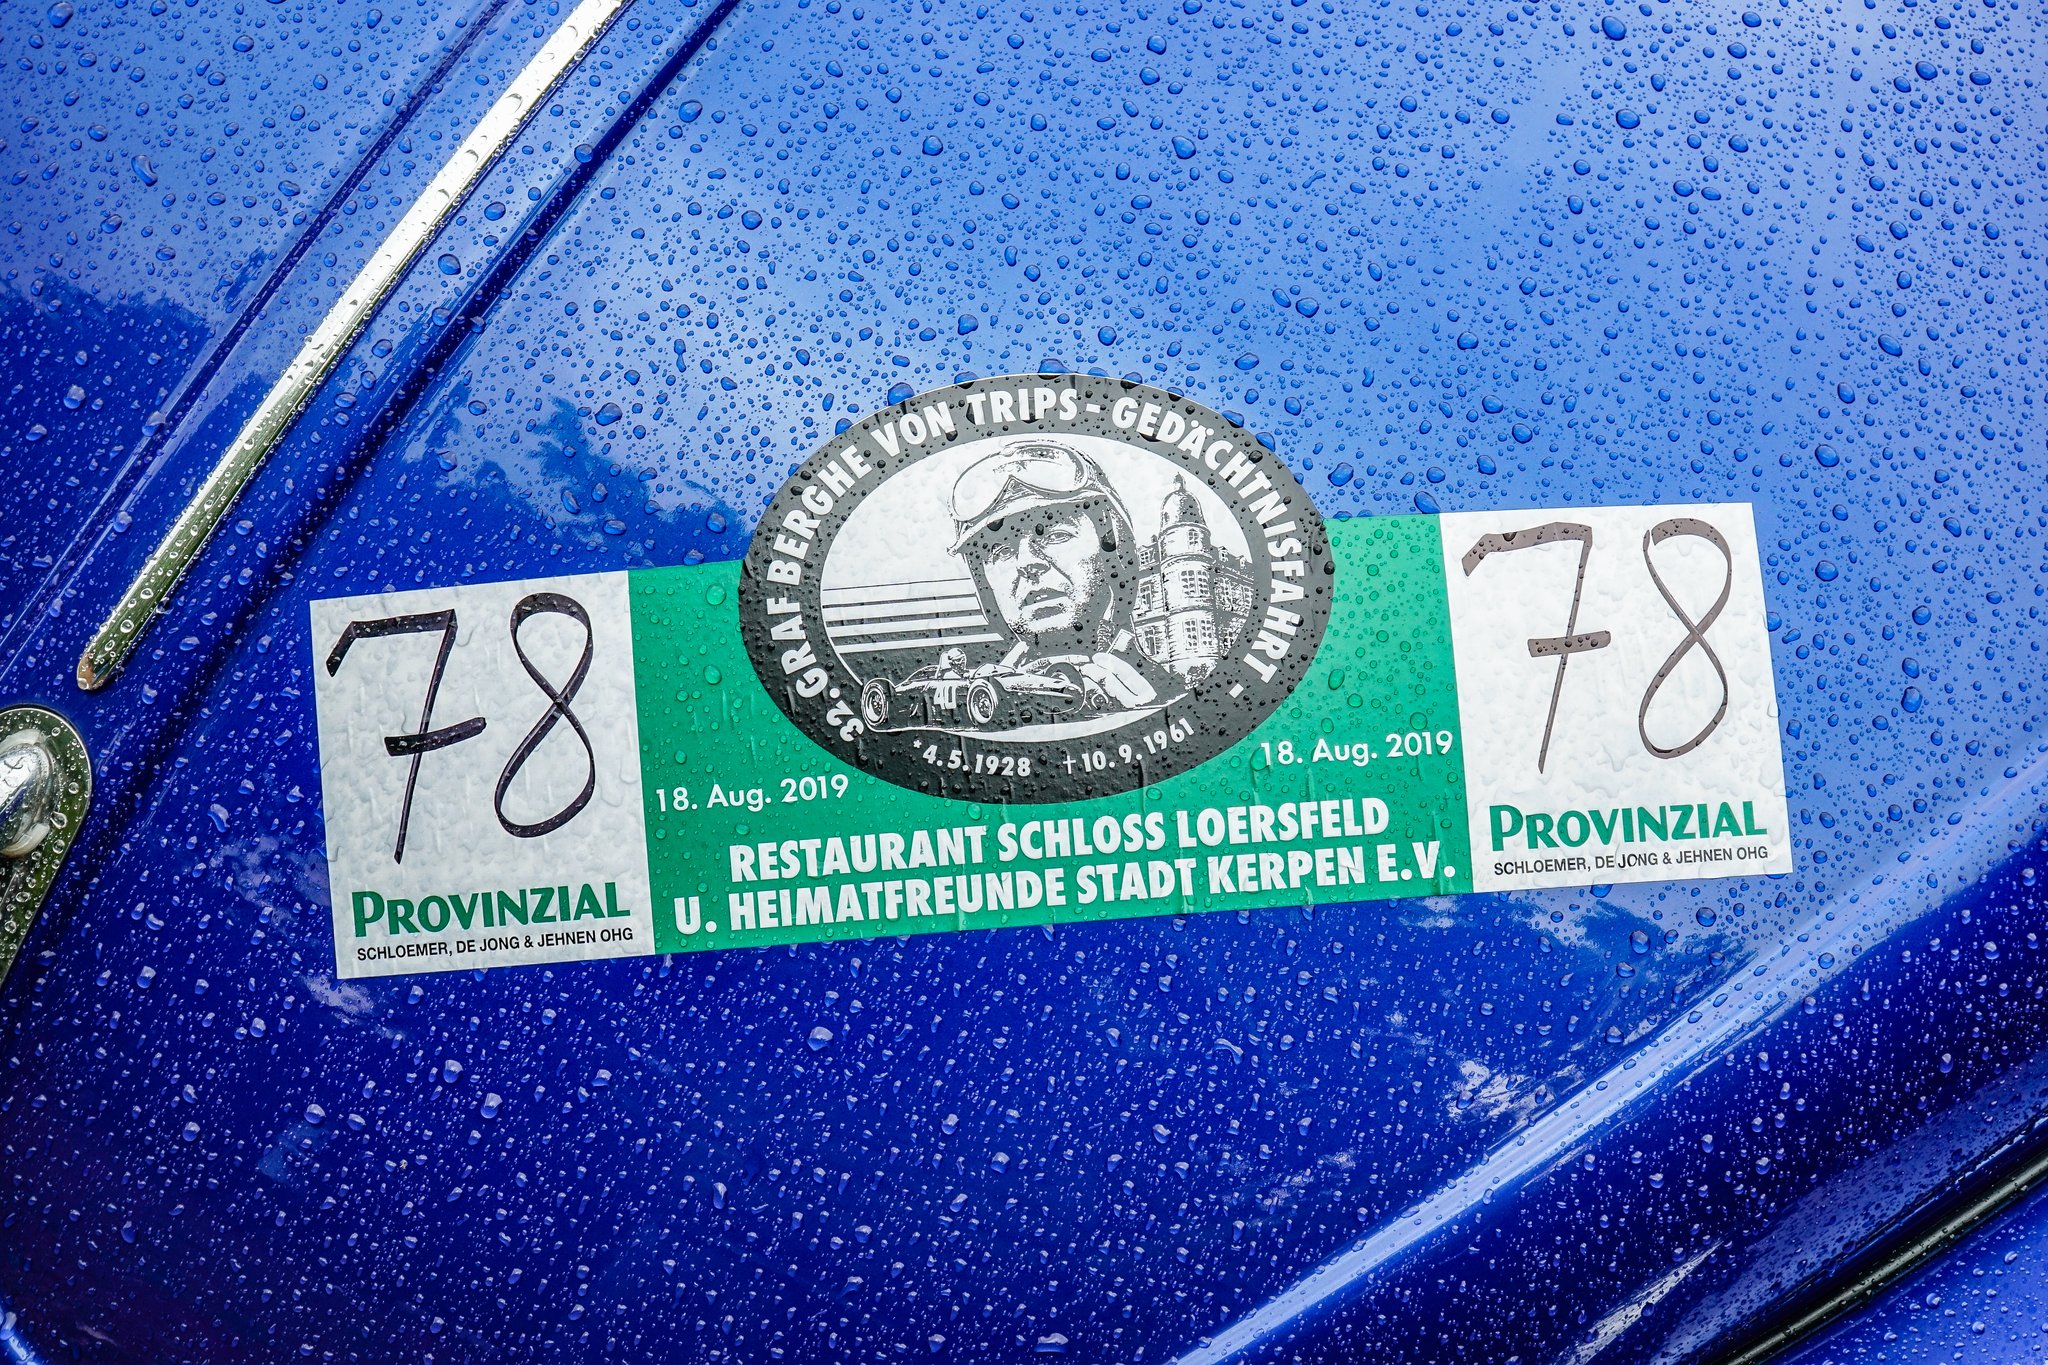 32. GRAF BERGHE VON TRIPS - GEDÄCHTNISFAHRT -
40
*4.5.1928 †10.9.1961
78
PROVINZIAL
SCHLOEMER, DE JONG & JEHNEN OHG
18. Aug. 2019
18. Aug. 2019
RESTAURANT SCHLOSS LOERSFELD
U. HEIMATFREUNDE STADT KERPEN E.V.
78
PROVINZIAL
SCHLOEMER, DE JONG & JEHNEN OHG